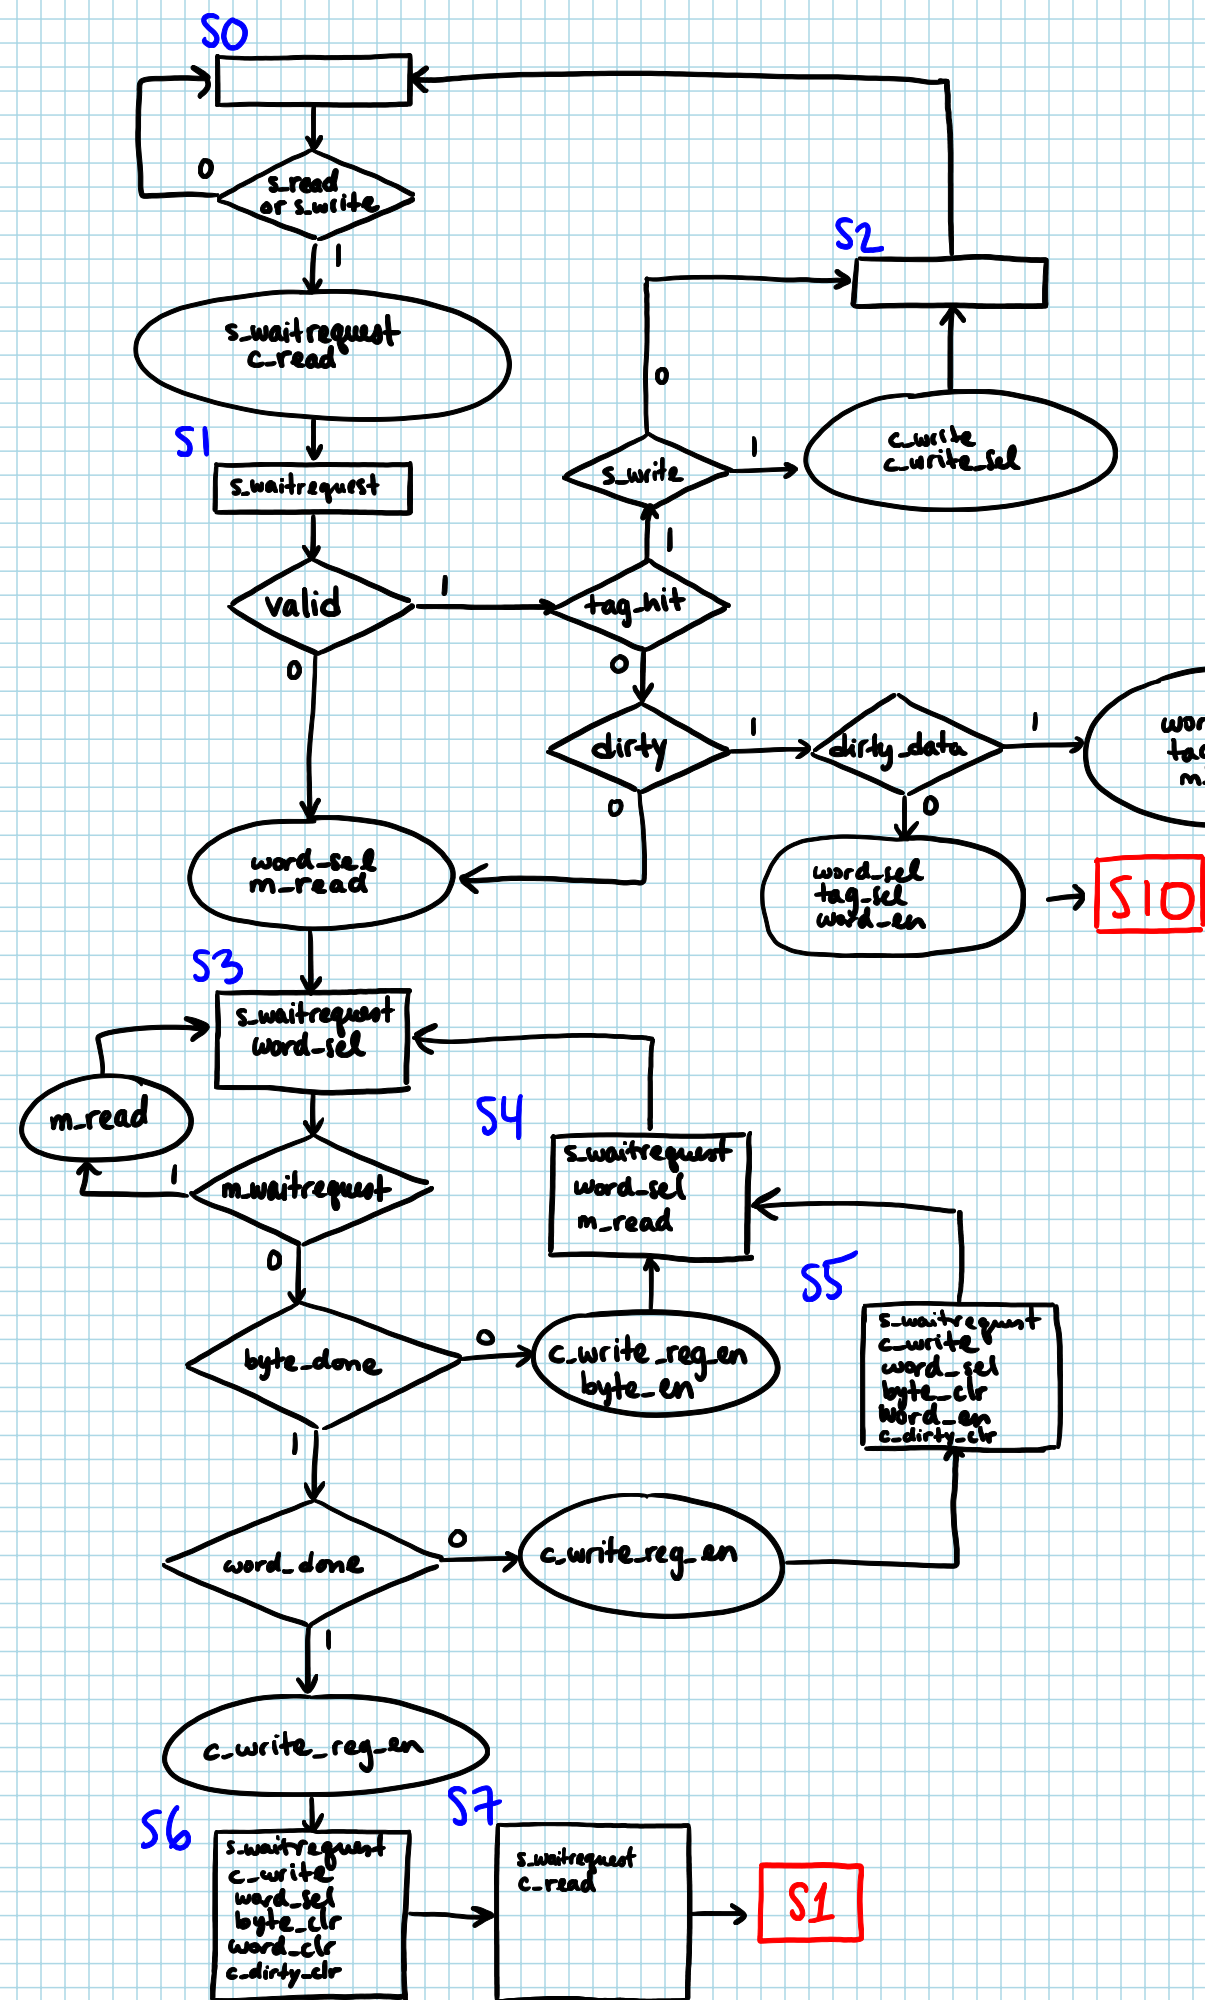 S0
0
s_read
or s_write
1
s_waitrequest
c_read
S1
s_waitrequest
valid
1
0
tag_hit
1
0
s_write
0
1
S2
c_write
c_write_sel
dirty
1
0
dirty_data
1
0
word_sel
tag_sel
word_en
S10
word_sel
m_read
S3
s_waitrequest
word_sel
m_read
1
m_waitrequest
0
S4
s_waitrequest
word_sel
m_read
byte_done
0
1
c_write_reg_en
byte_en
S5
s_waitrequest
c_write
word_sel
byte_clr
word_en
c_dirty_clr
word_done
0
1
c_write_reg_en
c_write_reg_en
S6
s_waitrequest
c_write
word_sel
byte_clr
word_clr
c_dirty_clr
S7
s_waitrequest
c_read
S1